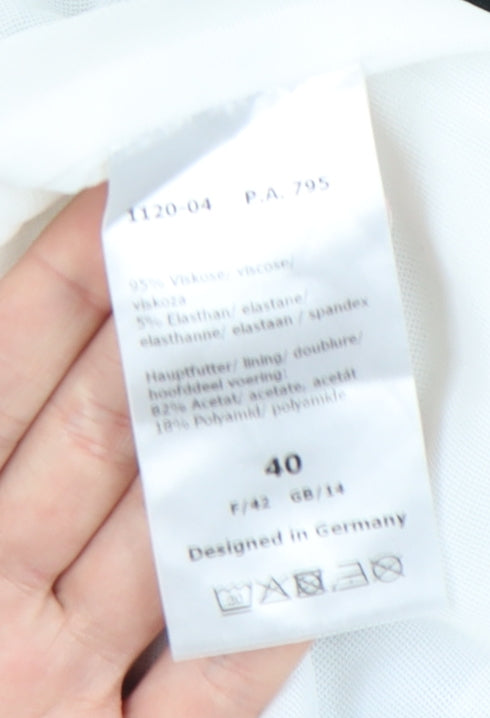 1120-04 P.A. 795
95% Viskose/ viscose/
viskoza
5% Elasthan/ elastane/
elasthanne/ elastaan / spandex
Hauptfutter/ lining/ doublure/
hoofddeel voering:
82% Acetat/ acetate, acetát
18% Polyamid/ polyamide
40
F/42 GB/14
Designed in Germany
30